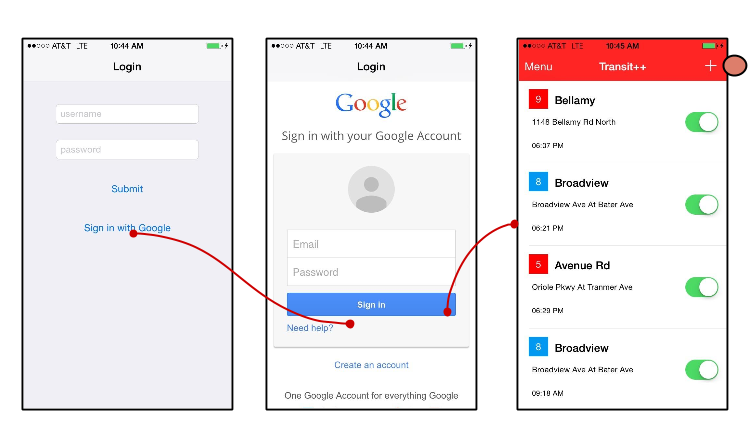 AT&T LTE 10:44 AM
Login
username
password
Submit
Sign in with Google
AT&T LTE 10:44 AM
Login
Google
Sign in with your Google Account
Email
Password
Sign in
Need help?
Create an account
One Google Account for everything Google
AT&T LTE 10:45 AM
Menu Transit++ +
9 Bellamy
1148 Bellamy Rd North
06:07 PM
8 Broadview
Broadview Ave At Bater Ave
06:21 PM
5 Avenue Rd
Oriole Pkwy At Tranmer Ave
06:29 PM
8 Broadview
Broadview Ave At Bater Ave
09:18 AM